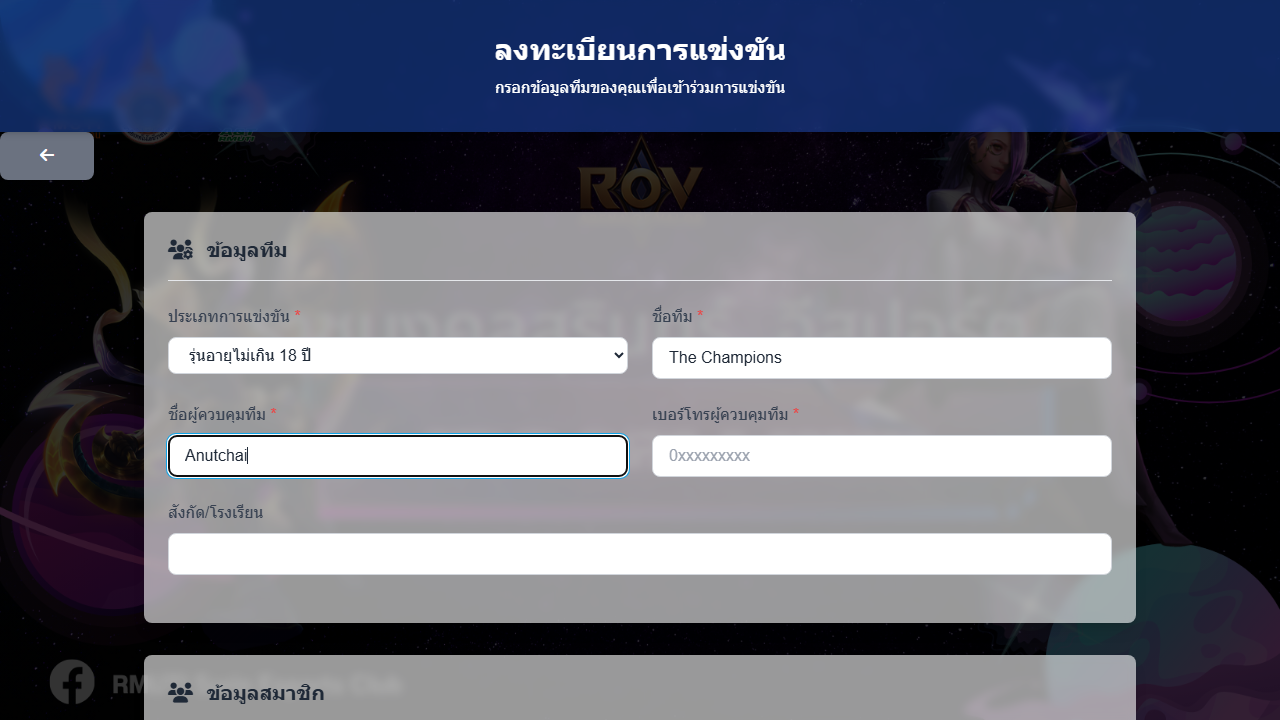 ลงทะเบียนการแข่งขัน
กรอกข้อมูลทีมของคุณเพื่อเข้าร่วมการแข่งขัน
ROV
ข้อมูลทีม
ประเภทการแข่งขัน *
ชื่อทีม *
รุ่นอายุไม่เกิน 18 ปี
The Champions
ชื่อผู้ควบคุมทีม *
เบอร์โทรผู้ควบคุมทีม *
Anutchai
0xxxxxxxxx
สังกัด/โรงเรียน
ข้อมูลสมาชิก